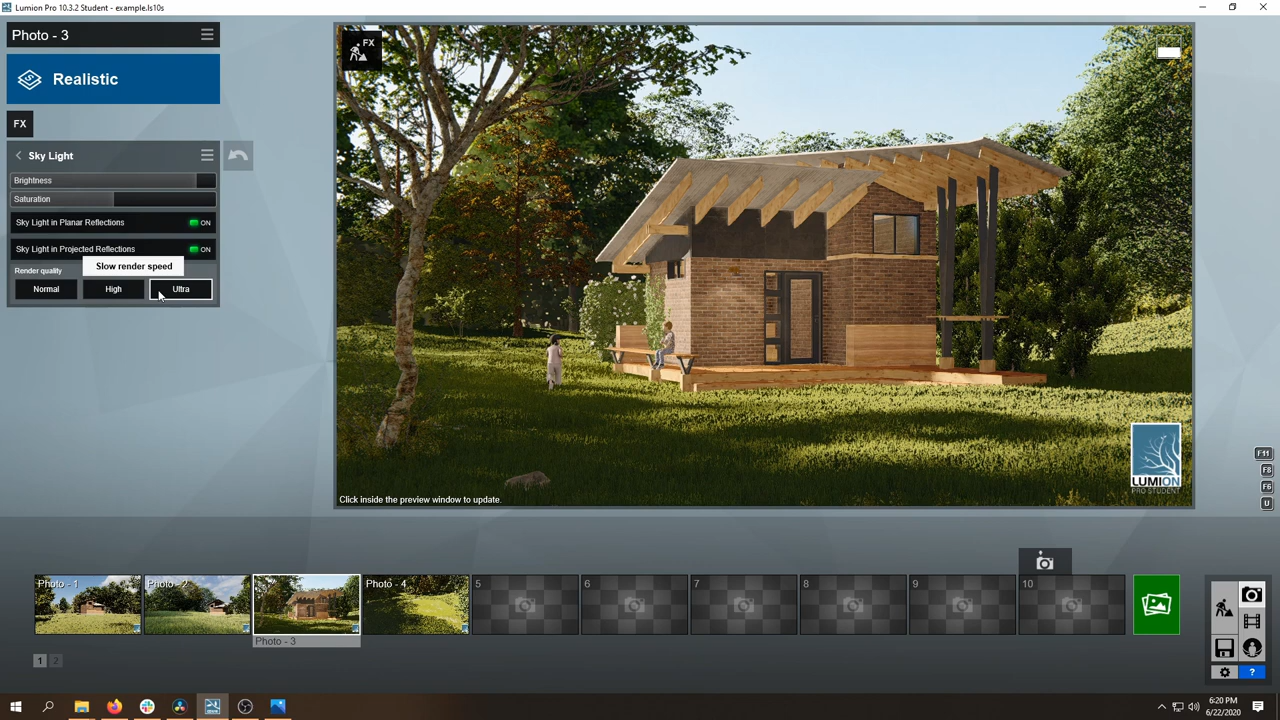 Lumion Pro 10.3.2 Student - example.ls10s
Photo - 3
Realistic
FX
Sky Light
Brightness
Saturation
Sky Light in Planar Reflections
ON
Sky Light in Projected Reflections
ON
Slow render speed
Render quality
Normal
High
Ultra
FX
Click inside the preview window to update.
LUMION
PRO STUDENT
F11
F8
F6
U
Photo - 1
Photo - 2
Photo - 4
5
6
7
8
9
10
Photo - 3
1
2
?
6:20 PM
6/22/2020